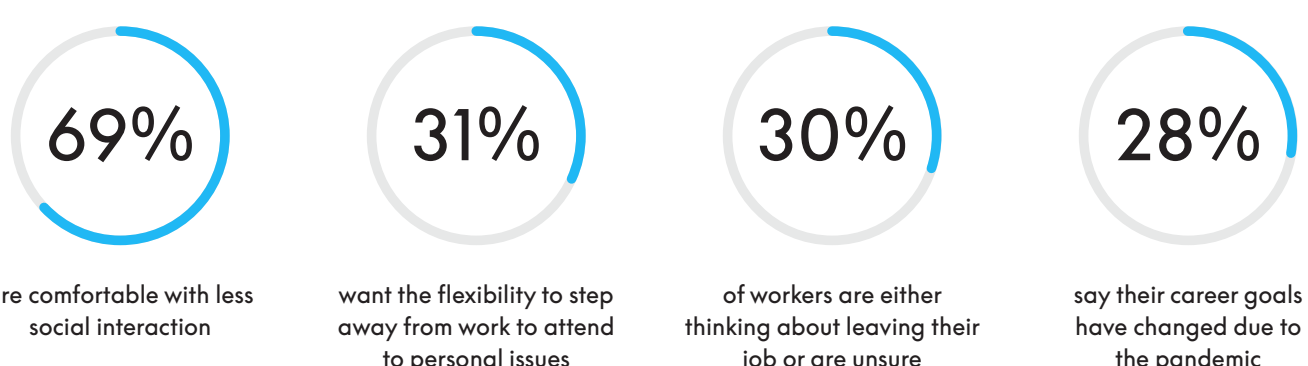 69%
31%
30%
28%
re comfortable with less
social interaction
want the flexibility to step
away from work to attend
to personal issues
of workers are either
thinking about leaving their
job or are unsure
say their career goals
have changed due to
the pandemic